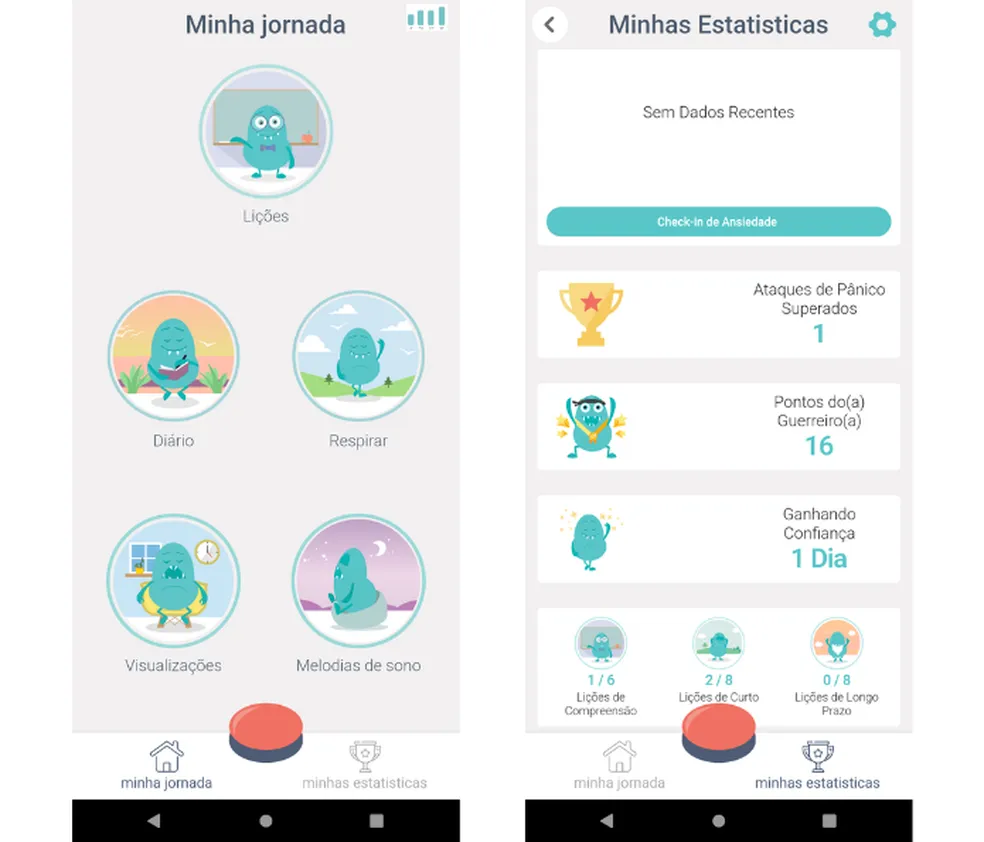 Minha jornada
Lições
Diário
Respirar
Visualizações
Melodias de sono
minha jornada
minhas estatisticas
Minhas Estatisticas
Sem Dados Recentes
Check-in de Ansiedade
Ataques de Pânico
Superados
1
Pontos do(a)
Guerreiro(a)
16
Ganhando
Confiança
1 Dia
1 / 6
Lições de
Compreensão
2 / 8
Lições de Curto
0 / 8
Lições de Longo
Prazo
minha jornada
minhas estatisticas